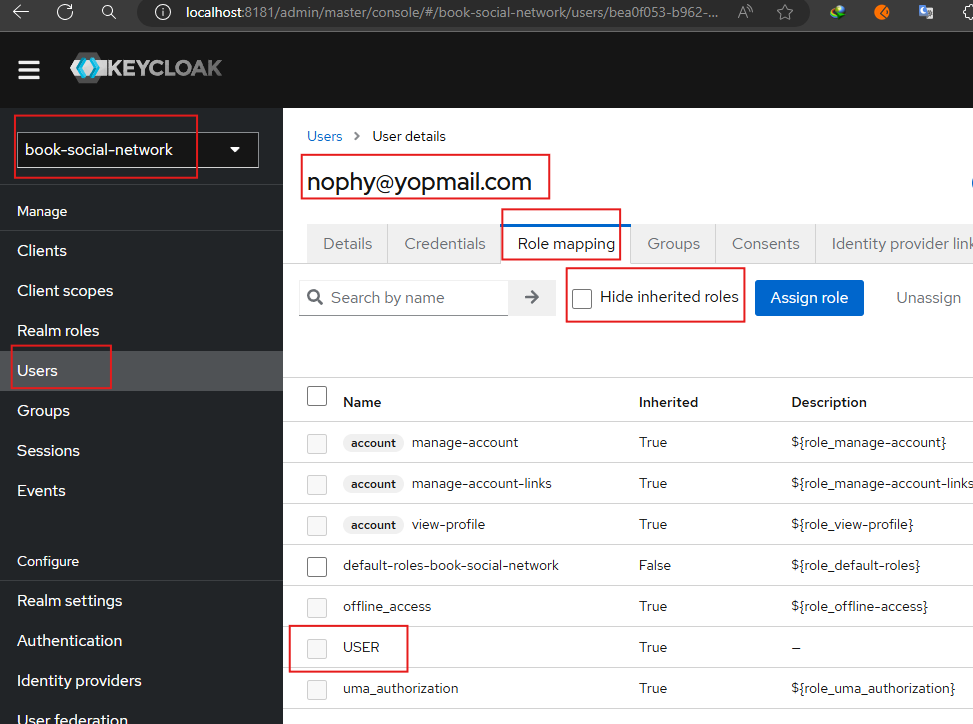 localhost:8181/admin/master/console/#/book-social-network/users/bea0f053-b962-...
KEYCLOAK
book-social-network
Manage
Clients
Client scopes
Realm roles
Users
Groups
Sessions
Events
Configure
Realm settings
Authentication
Identity providers
User federation
Users > User details
nophy@yopmail.com
Details Credentials Role mapping Groups Consents Identity provider link
Search by name Hide inherited roles Assign role Unassign
Name Inherited Description
account manage-account True ${role_manage-account}
account manage-account-links True ${role_manage-account-links
account view-profile True ${role_view-profile}
default-roles-book-social-network False ${role_default-roles}
offline_access True ${role_offline-access}
USER True –
uma_authorization True ${role_uma_authorization}